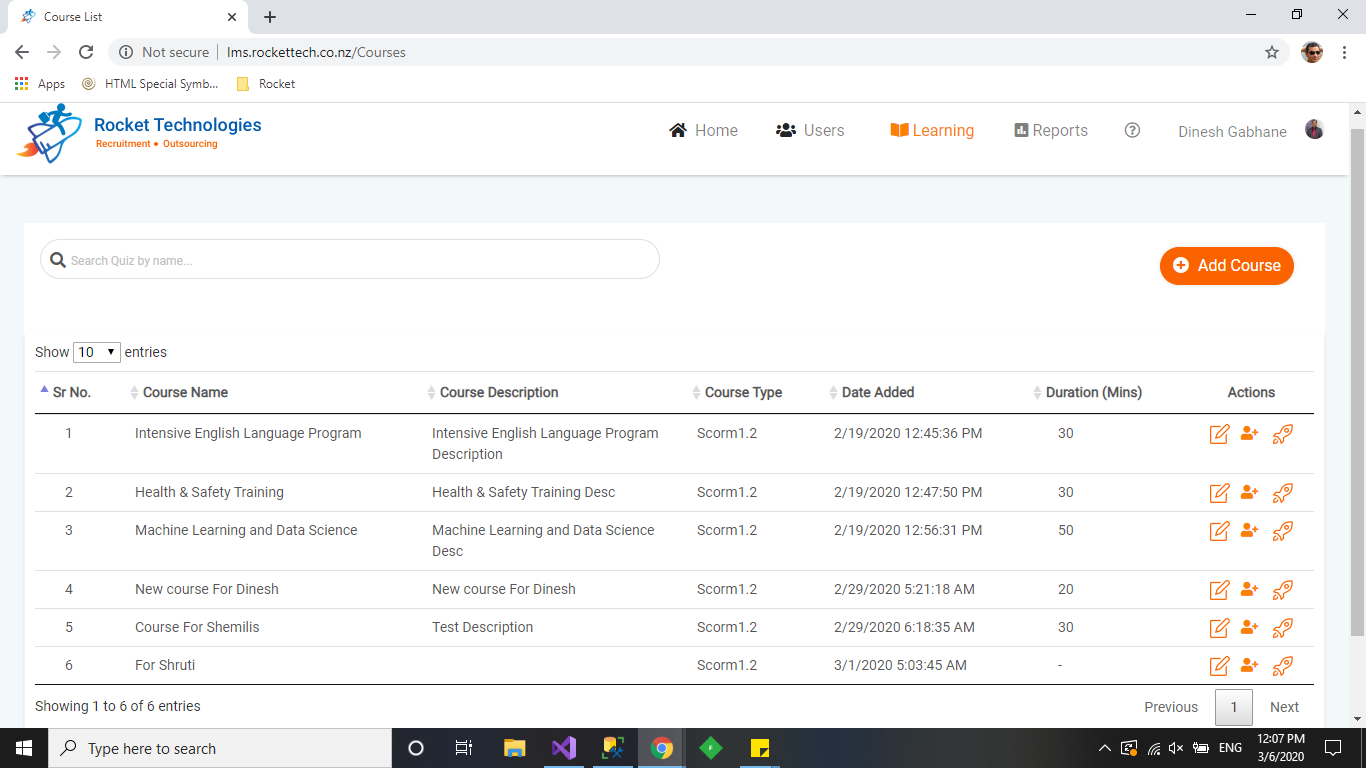 Course List
Not secure lms.rockettech.co.nz/Courses
Apps HTML Special Symb... Rocket
Rocket Technologies
Recruitment • Outsourcing
Home Users Learning Reports Dinesh Gabhane
Search Quiz by name...
Add Course
Show 10 entries
Sr No. Course Name Course Description Course Type Date Added Duration (Mins) Actions
1 Intensive English Language Program Intensive English Language Program Scorm1.2 2/19/2020 12:45:36 PM 30
Description
2 Health & Safety Training Health & Safety Training Desc Scorm1.2 2/19/2020 12:47:50 PM 30
3 Machine Learning and Data Science Machine Learning and Data Science Scorm1.2 2/19/2020 12:56:31 PM 50
Desc
4 New course For Dinesh New course For Dinesh Scorm1.2 2/29/2020 5:21:18 AM 20
5 Course For Shemilis Test Description Scorm1.2 2/29/2020 6:18:35 AM 30
6 For Shruti Scorm1.2 3/1/2020 5:03:45 AM -
Showing 1 to 6 of 6 entries Previous 1 Next
Type here to search ENG 12:07 PM
3/6/2020